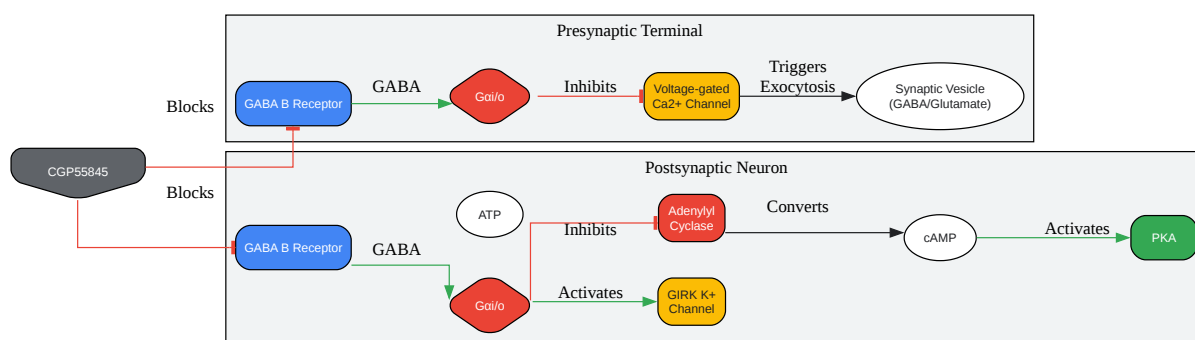 Presynaptic Terminal
Blocks
GABA B Receptor
GABA
Gαi/o
Inhibits
Voltage-gated
Ca2+ Channel
Triggers
Exocytosis
Synaptic Vesicle
(GABA/Glutamate)
CGP55845
Blocks
Postsynaptic Neuron
GABA B Receptor
GABA
ATP
Gαi/o
Inhibits
Adenylyl
Cyclase
Converts
cAMP
Activates
PKA
Activates
GIRK K+
Channel